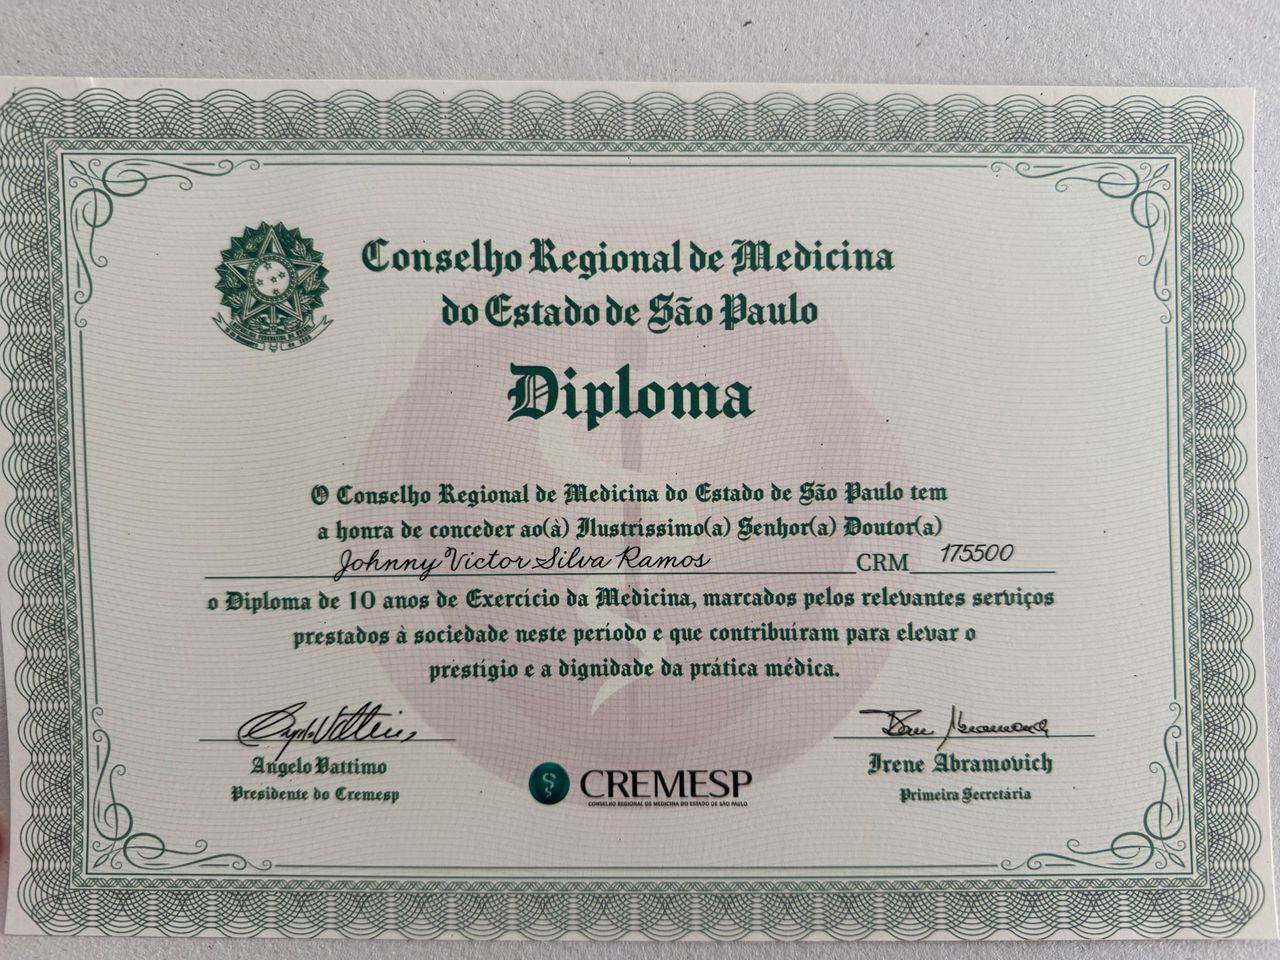 Conselho Regional de Medicina
do Estado de São Paulo
Diploma
O Conselho Regional de Medicina do Estado de São Paulo tem
a honra de conceder ao(à) Ilustríssimo(a) Senhor(a) Doutor(a)
Johnny Victor Silva Ramos CRM 175500
o Diploma de 10 anos de Exercício da Medicina, marcados pelos relevantes serviços
prestados à sociedade neste período e que contribuíram para elevar o
prestígio e a dignidade da prática médica.
Angelo Vattimo
Presidente do Cremesp
CREMESP
CONSELHO REGIONAL DE MEDICINA DO ESTADO DE SÃO PAULO
Irene Abramovich
Primeira Secretária